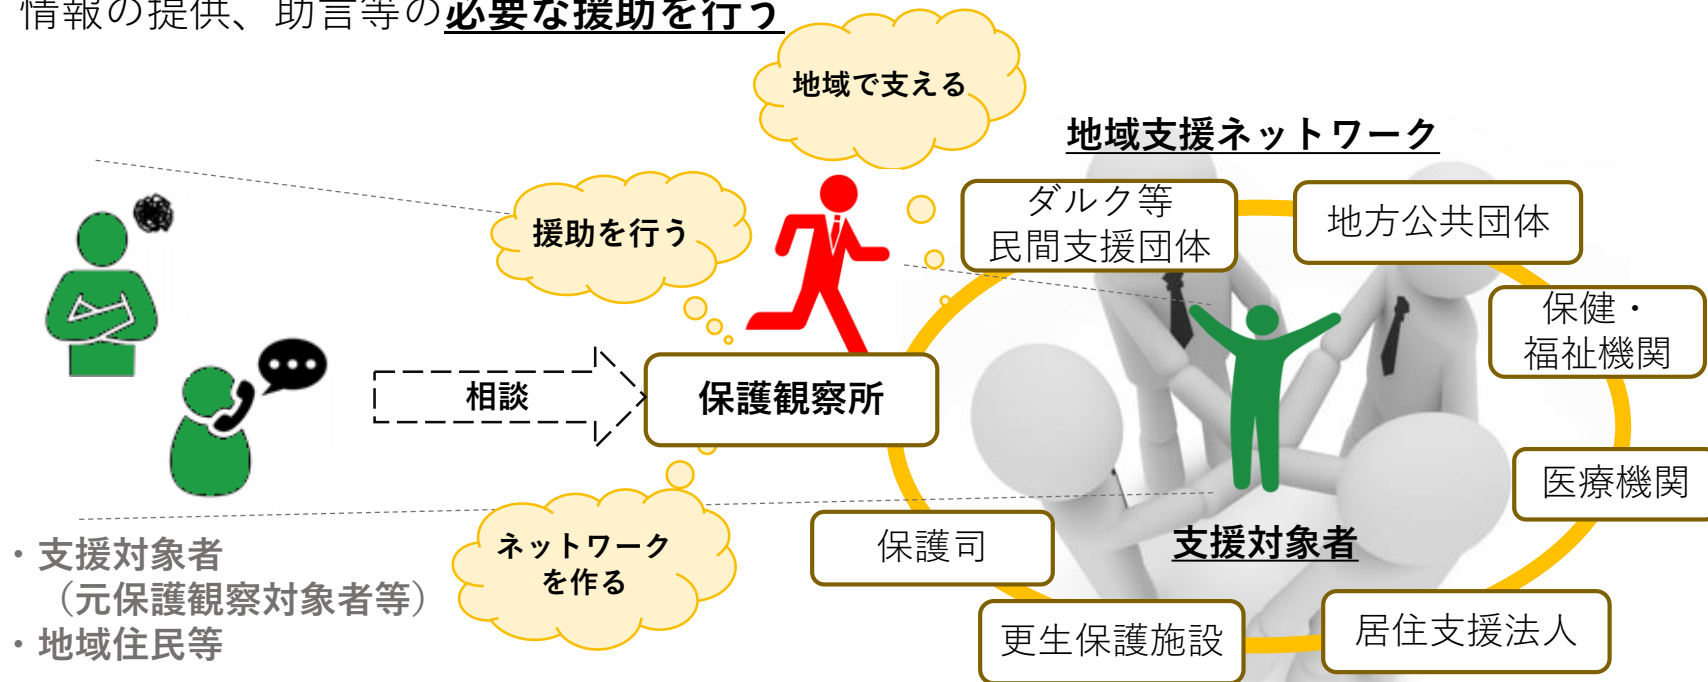 情報の提供、助言等の必要な援助を行う
地域で支える
地域支援ネットワーク
ダルク等
民間支援団体
地方公共団体
援助を行う
保健・
福祉機関
相談
保護観察所
医療機関
ネットワーク
を作る
保護司
支援対象者
・支援対象者
（元保護観察対象者等）
・地域住民等
更生保護施設
居住支援法人